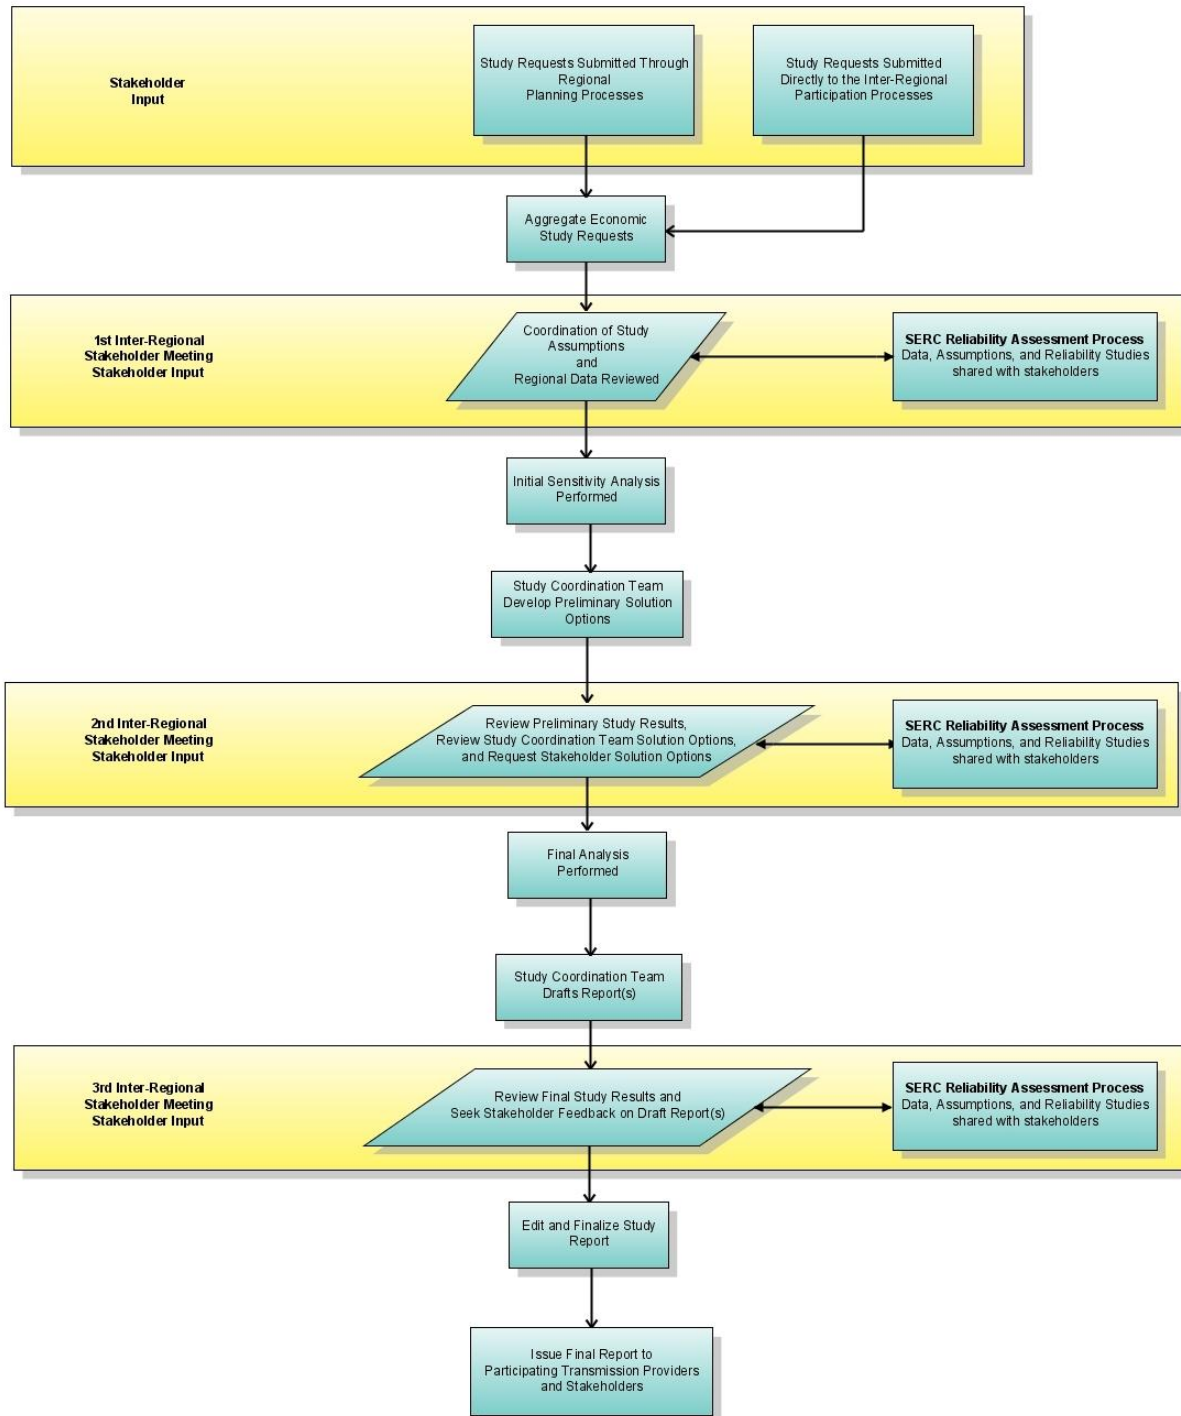 Stakeholder
Input
Study Requests Submitted Through
Regional
Planning Processes
Study Requests Submitted
Directly to the Inter-Regional
Participation Processes
Aggregate Economic
Study Requests
1st Inter-Regional
Stakeholder Meeting
Stakeholder Input
Coordination of Study
Assumptions
and
Regional Data Reviewed
SERC Reliability Assessment Process
Data, Assumptions, and Reliability Studies
shared with stakeholders
Initial Sensitivity Analysis
Performed
Study Coordination Team
Develop Preliminary Solution
Options
2nd Inter-Regional
Stakeholder Meeting
Stakeholder Input
Review Preliminary Study Results,
Review Study Coordination Team Solution Options,
and Request Stakeholder Solution Options
SERC Reliability Assessment Process
Data, Assumptions, and Reliability Studies
shared with stakeholders
Final Analysis
Performed
Study Coordination Team
Drafts Report(s)
3rd Inter-Regional
Stakeholder Meeting
Stakeholder Input
Review Final Study Results and
Seek Stakeholder Feedback on Draft Report(s)
SERC Reliability Assessment Process
Data, Assumptions, and Reliability Studies
shared with stakeholders
Edit and Finalize Study
Report
Issue Final Report to
Participating Transmission Providers
and Stakeholders